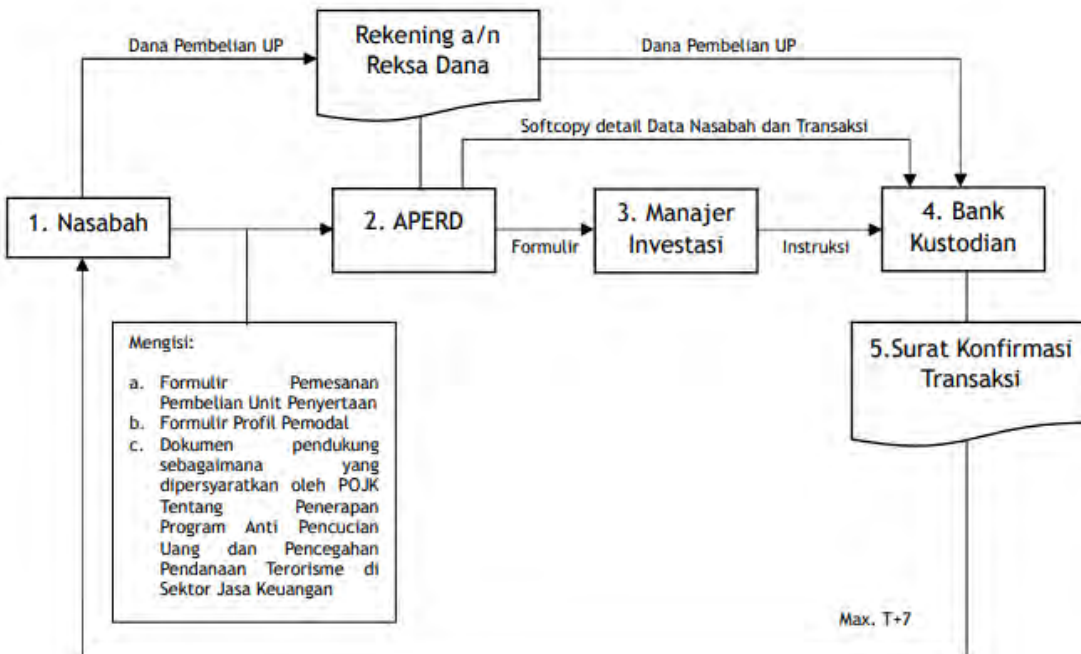 Dana Pembelian UP
Rekening a/n
Reksa Dana
Dana Pembelian UP
Softcopy detail Data Nasabah dan Transaksi
1. Nasabah
2. APERD
Formulir
3. Manajer
Investasi
Instruksi
4. Bank
Kustodian
Mengisi:
a. Formulir Pemesanan
Pembelian Unit Penyertaan
b. Formulir Profil Pemodal
c. Dokumen pendukung
sebagaimana yang
dipersyaratkan oleh POJK
Tentang Penerapan
Program Anti Pencucian
Uang dan Pencegahan
Pendanaan Terorisme di
Sektor Jasa Keuangan
5.Surat Konfirmasi
Transaksi
Max. T+7